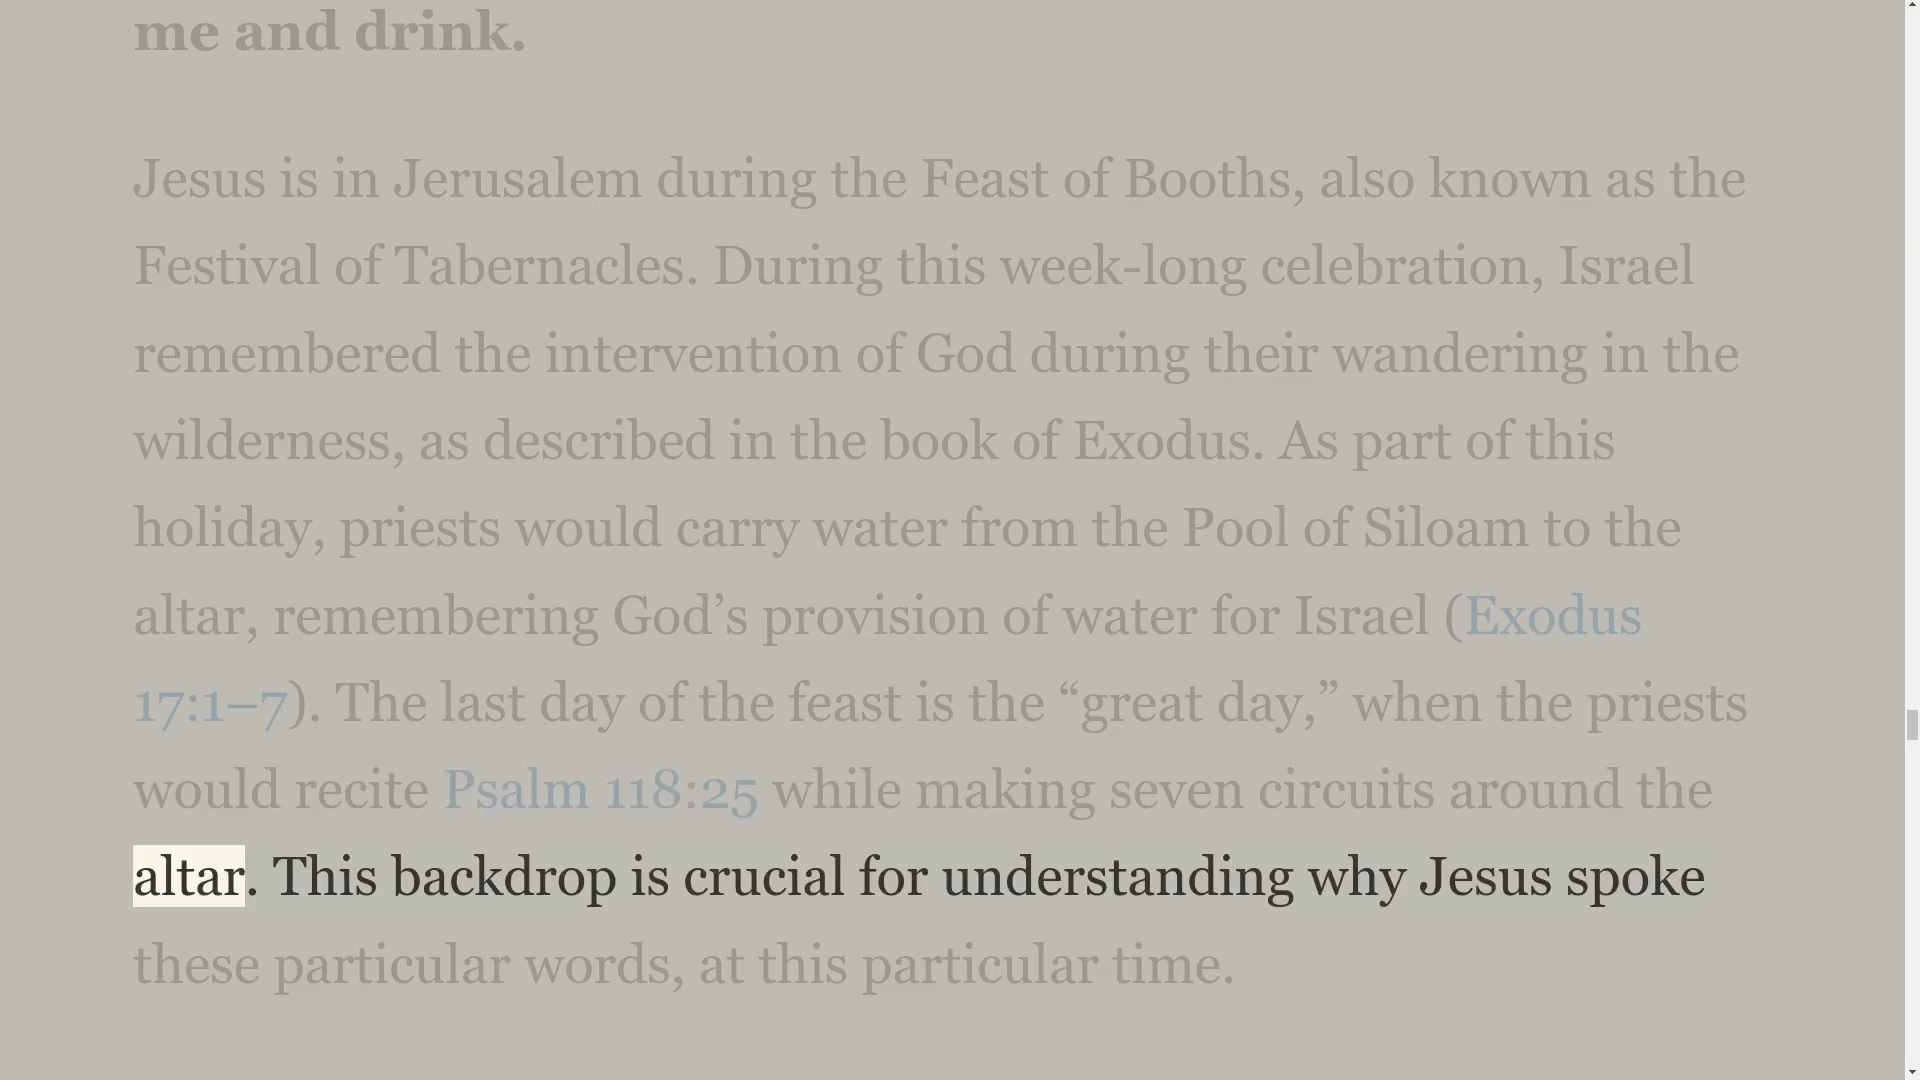 me and drink.
Jesus is in Jerusalem during the Feast of Booths, also known as the
Festival of Tabernacles. During this week-long celebration, Israel
remembered the intervention of God during their wandering in the
wilderness, as described in the book of Exodus. As part of this
holiday, priests would carry water from the Pool of Siloam to the
altar, remembering God’s provision of water for Israel (Exodus
17:1–7). The last day of the feast is the “great day,” when the priests
would recite Psalm 118:25 while making seven circuits around the
altar. This backdrop is crucial for understanding why Jesus spoke
these particular words, at this particular time.